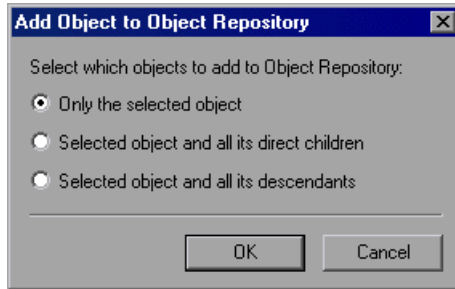 Add Object to Object Repository
Select which objects to add to Object Repository:
Only the selected object
Selected object and all its direct children
Selected object and all its descendants
OK
Cancel